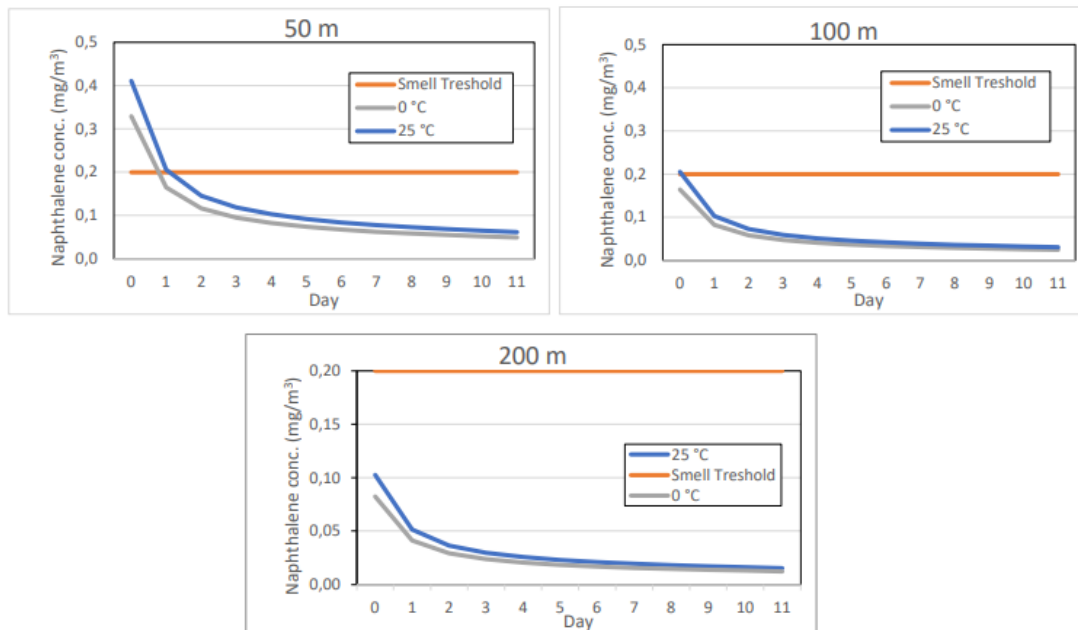 50 m
Naphthalene conc. (mg/m³)
0,5
0,4
0,3
0,2
0,1
0,0
Smell Treshold
0 °C
25 °C
0 1 2 3 4 5 6 7 8 9 10 11
Day
100 m
Naphthalene conc. (mg/m³)
0,5
0,4
0,3
0,2
0,1
0,0
Smell Treshold
0 °C
25 °C
0 1 2 3 4 5 6 7 8 9 10 11
Day
200 m
Naphthalene conc. (mg/m³)
0,20
0,15
0,10
0,05
0,00
25 °C
Smell Treshold
0 °C
0 1 2 3 4 5 6 7 8 9 10 11
Day